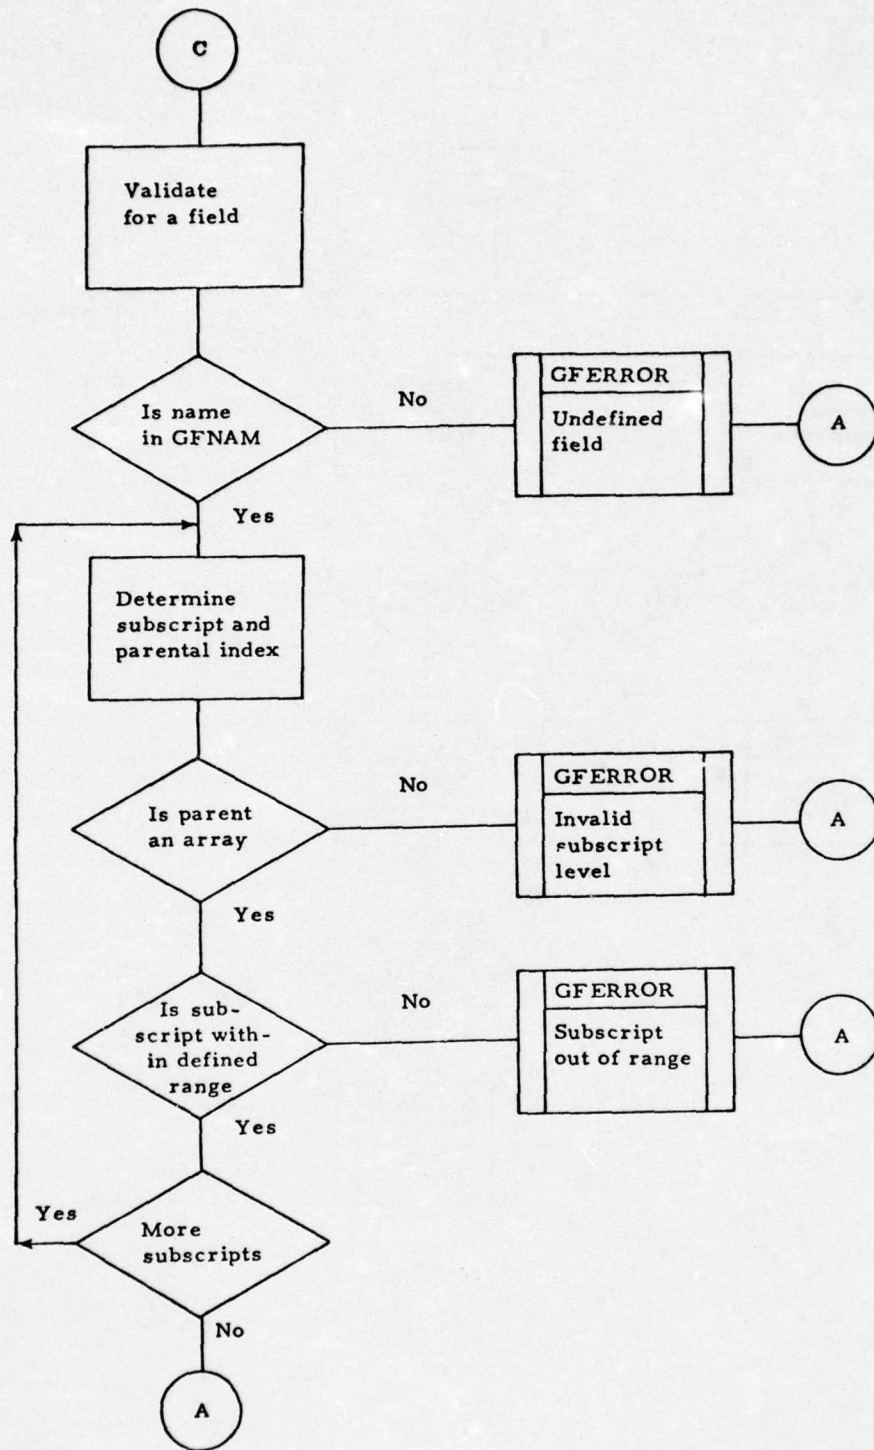 C
Validate
for a field
Is name
in GFNAM
No
GFERROR
Undefined
field
A
Yes
Determine
subscript and
parental index
Is parent
an array
No
GFERROR
Invalid
subscript
level
A
Yes
Is sub-
script with-
in defined
range
No
GFERROR
Subscript
out of range
A
Yes
More
subscripts
Yes
No
A